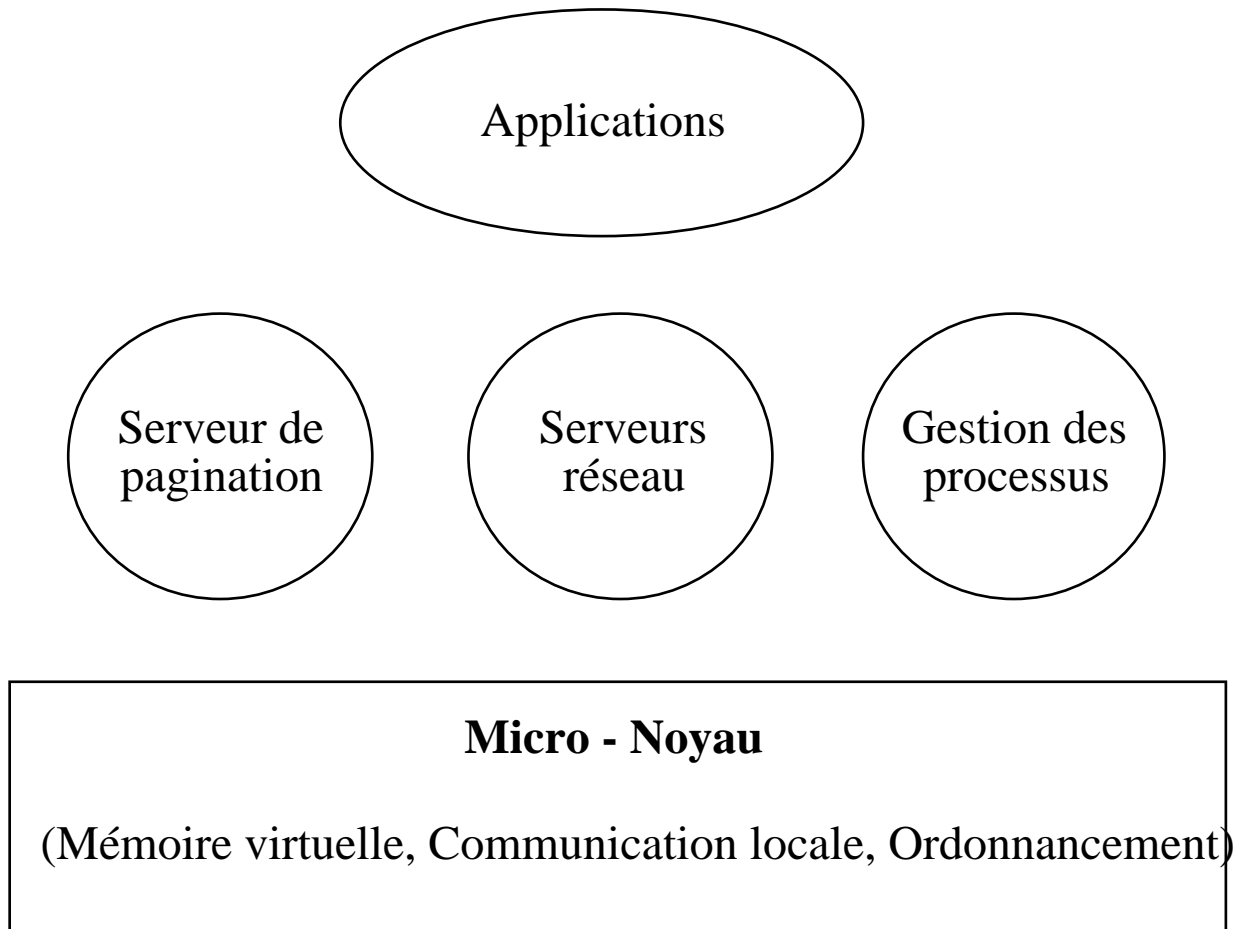 Applications
Serveur de
pagination
Serveurs
réseau
Gestion des
processus
Micro - Noyau
(Mémoire virtuelle, Communication locale, Ordonnancement)